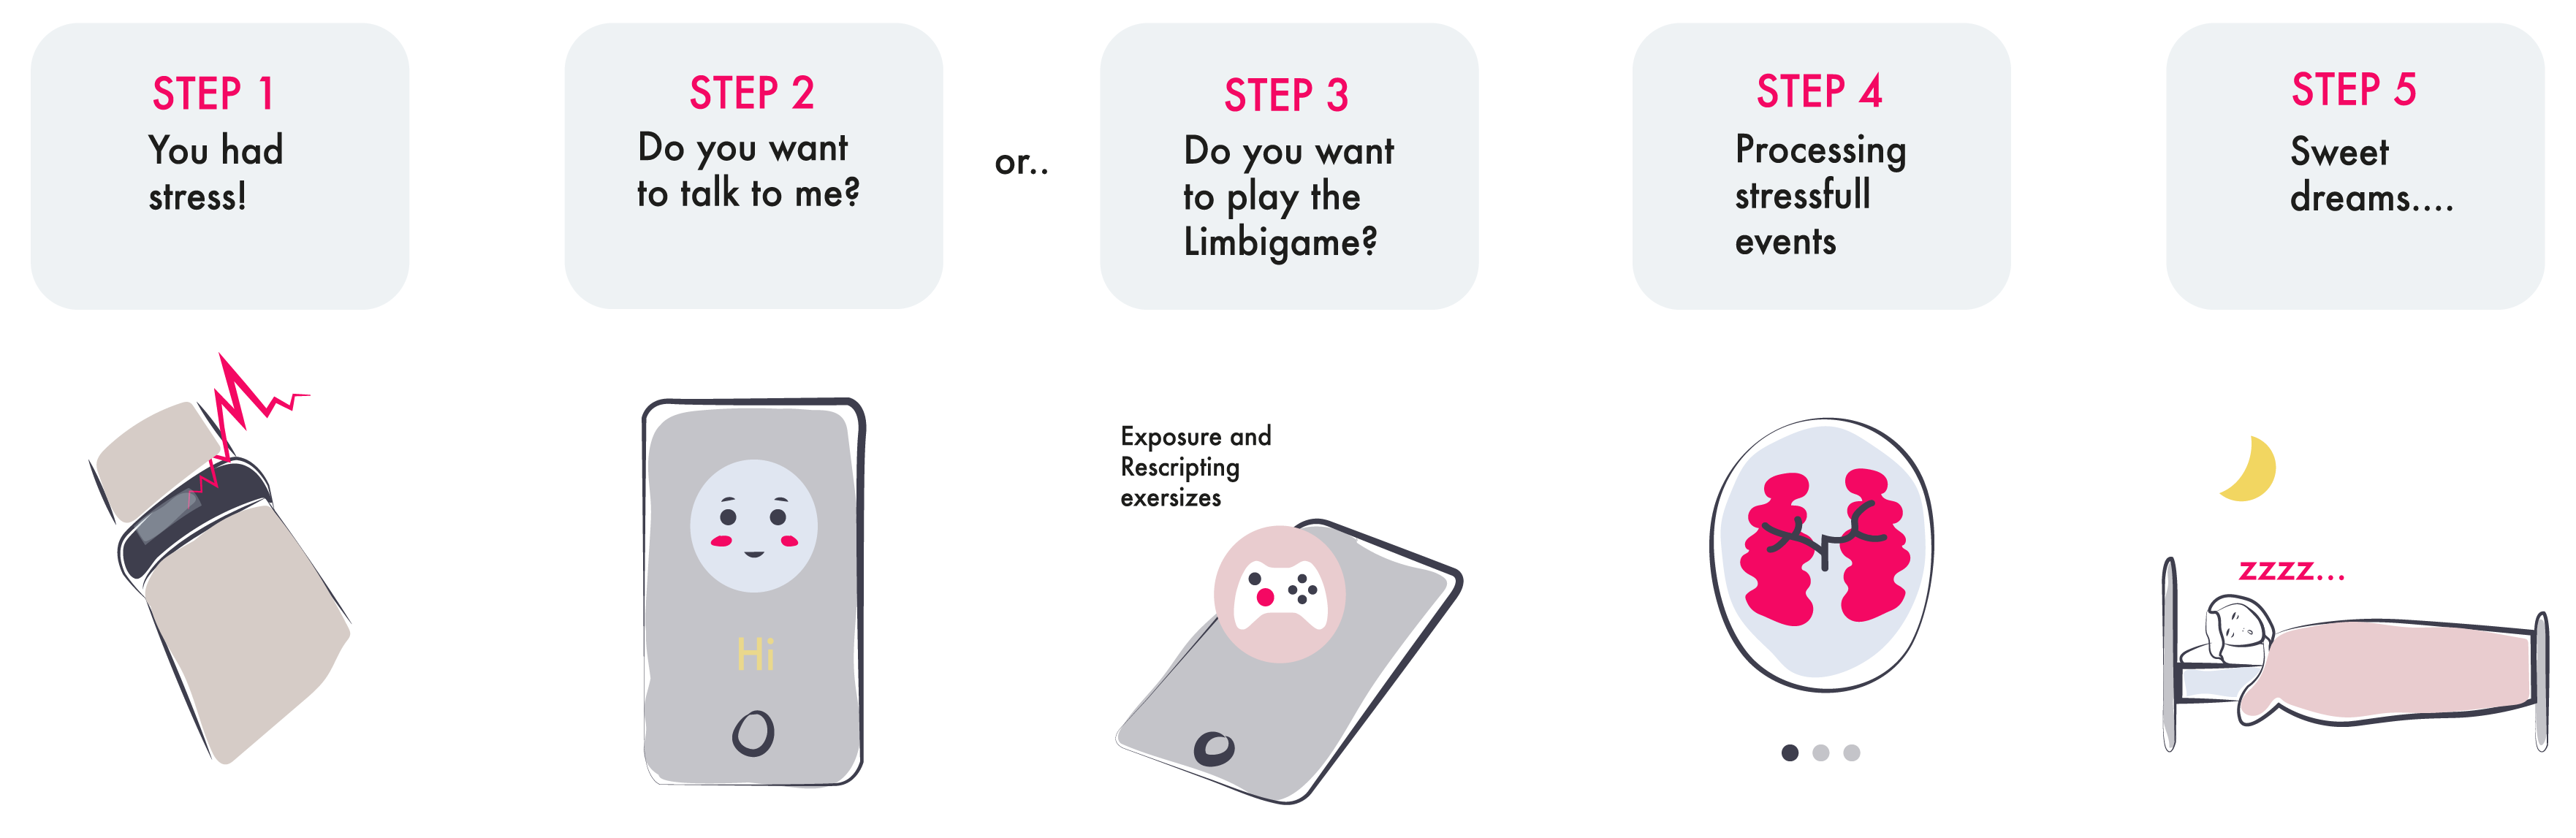 STEP 1
You had
stress!
STEP 2
Do you want
to talk to me?
or..
STEP 3
Do you want
to play the
Limbigame?
STEP 4
Processing
stressfull
events
STEP 5
Sweet
dreams....
Hi
Exposure and
Rescripting
exersizes
zzzz...